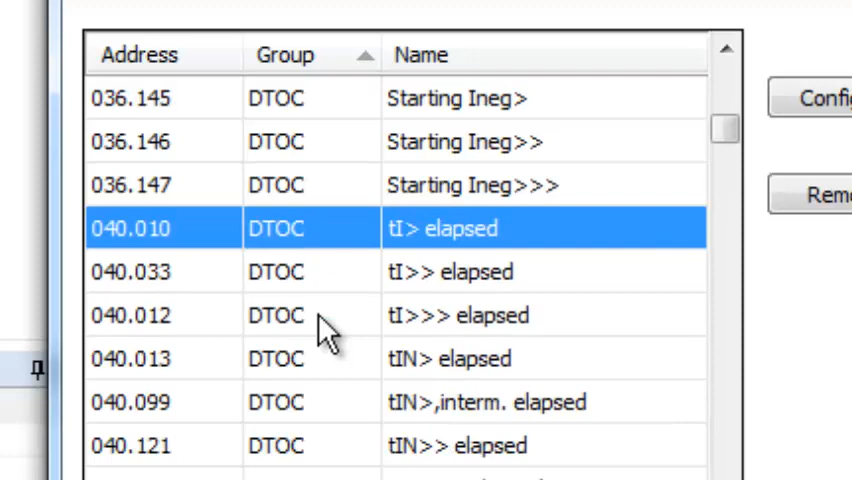 Address Group Name
036.145 DTOC Starting Ineg>
036.146 DTOC Starting Ineg>>
036.147 DTOC Starting Ineg>>>
040.010 DTOC tI> elapsed
040.033 DTOC tI>> elapsed
040.012 DTOC tI>>> elapsed
040.013 DTOC tIN> elapsed
040.099 DTOC tIN>,interm. elapsed
040.121 DTOC tIN>> elapsed
Confi
Remo